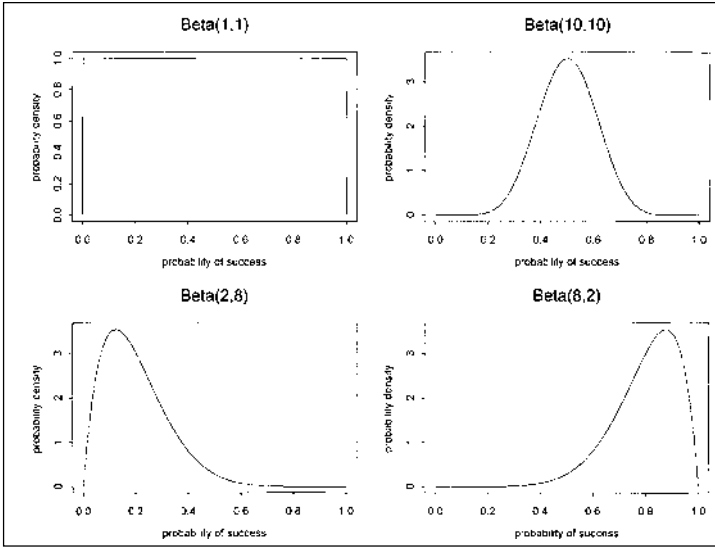 Beta(1,1)
1.0
0.8
0.6
0.4
0.2
0.0
probability density
0.0 0.2 0.4 0.6 0.8 1.0
probability of success
Beta(10,10)
3
2
1
0
probability density
0.0 0.2 0.4 0.6 0.8 1.0
probability of success
Beta(2,8)
3
2
1
0
probability density
0.0 0.2 0.4 0.6 0.8 1.0
probability of success
Beta(8,2)
3
2
1
0
probability density
0.0 0.2 0.4 0.6 0.8 1.0
probability of success